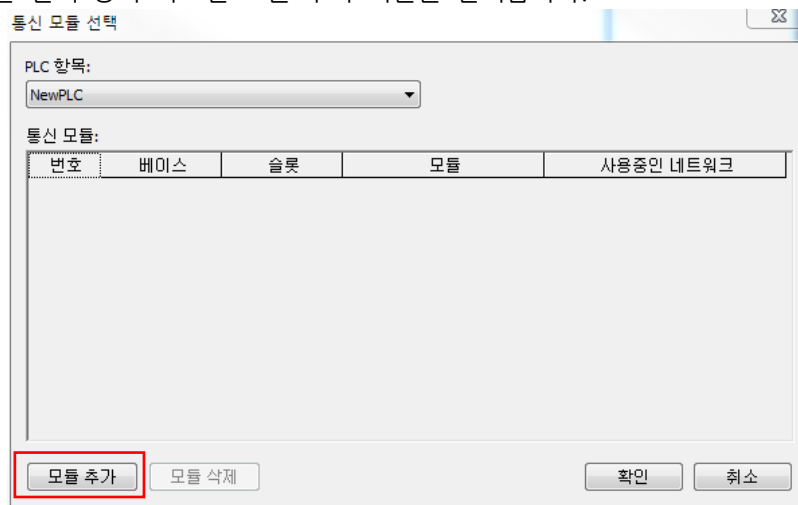 통신 모듈 선택
PLC 항목:
NewPLC
통신 모듈:
번호 베이스 슬롯 모듈 사용중인 네트워크
모듈 추가 모듈 삭제 확인 취소